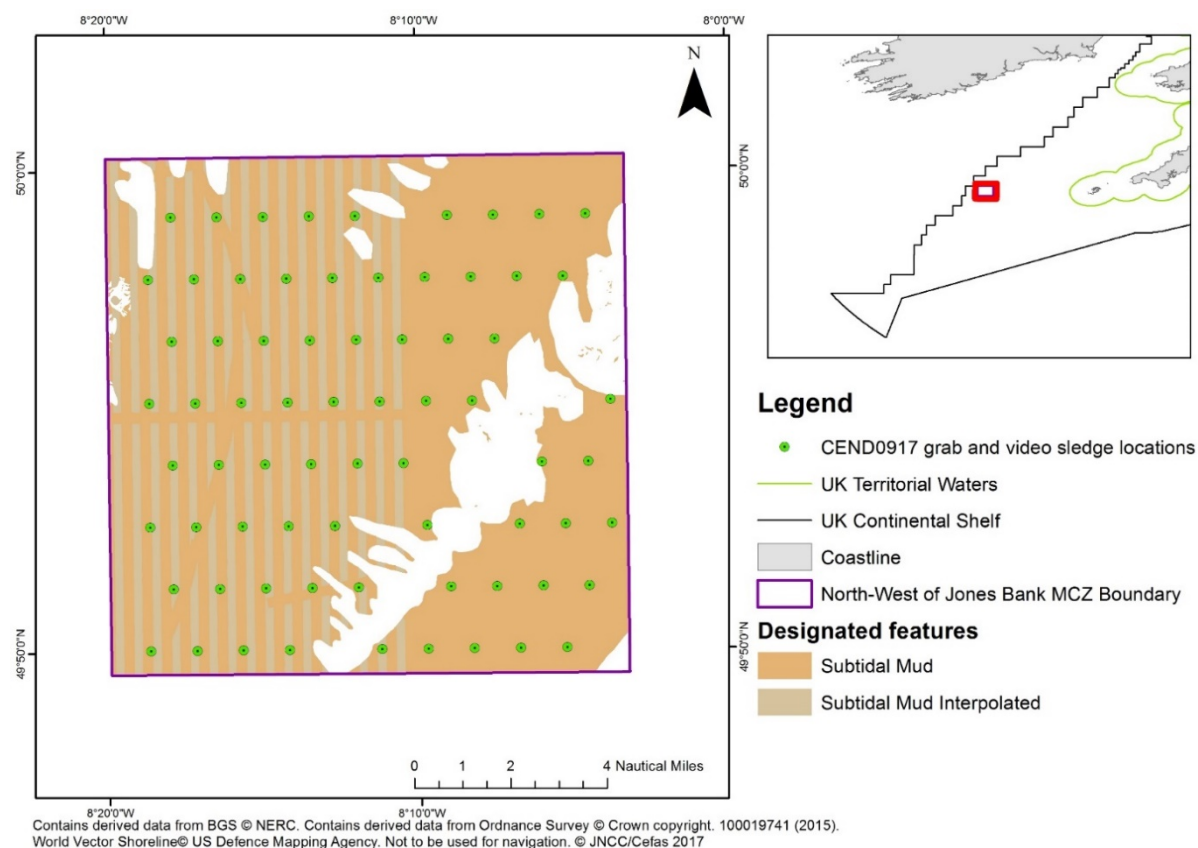 8°20'0"W
8°10'0"W
8°0'0"W
N
50°0'0"N
50°0'0"N
50°0'0"N
49°50'0"N
49°50'0"N
0 1 2 4 Nautical Miles
8°20'0"W
8°10'0"W
Legend
CEND0917 grab and video sledge locations
UK Territorial Waters
UK Continental Shelf
Coastline
North-West of Jones Bank MCZ Boundary
Designated features
Subtidal Mud
Subtidal Mud Interpolated
Contains derived data from BGS © NERC. Contains derived data from Ordnance Survey © Crown copyright. 100019741 (2015).
World Vector Shoreline© US Defence Mapping Agency. Not to be used for navigation. © JNCC/Cefas 2017